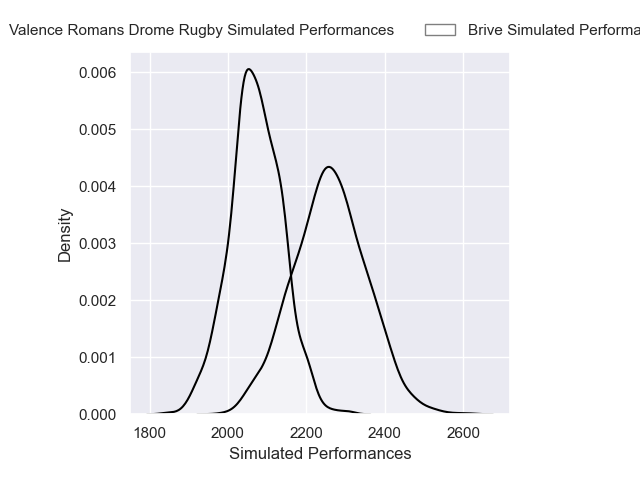 Valence Romans Drome Rugby Simulated Performances
Brive Simulated Performa
0.006
0.005
0.004
0.003
0.002
0.001
0.000
Density
1800 2000 2200 2400 2600
Simulated Performances